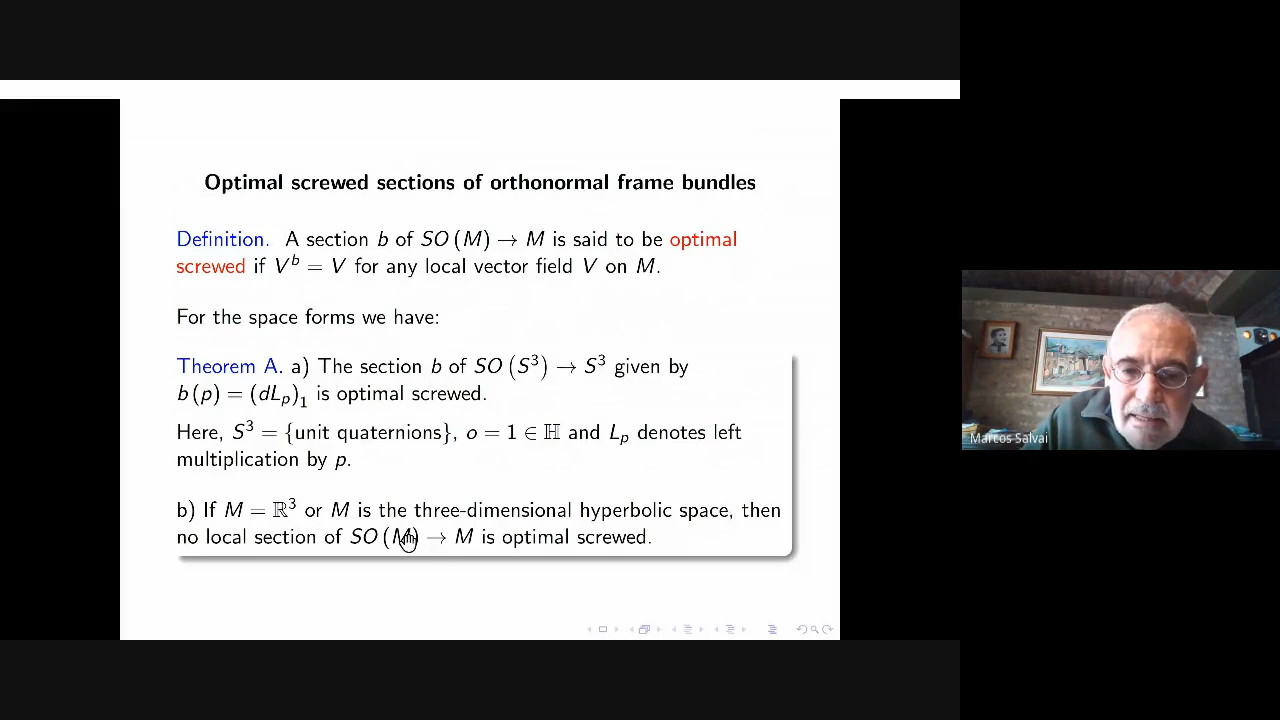 Optimal screwed sections of orthonormal frame bundles
Definition. A section b of SO (M) → M is said to be optimal
screwed if V^b = V for any local vector field V on M.
For the space forms we have:
Theorem A. a) The section b of SO (S³) → S³ given by
b (p) = (dL_p)_1 is optimal screwed.
Here, S³ = {unit quaternions}, o = 1 ∈ ℍ and L_p denotes left
multiplication by p.
b) If M = ℝ³ or M is the three-dimensional hyperbolic space, then
no local section of SO (M) → M is optimal screwed.
Marcos Salvai